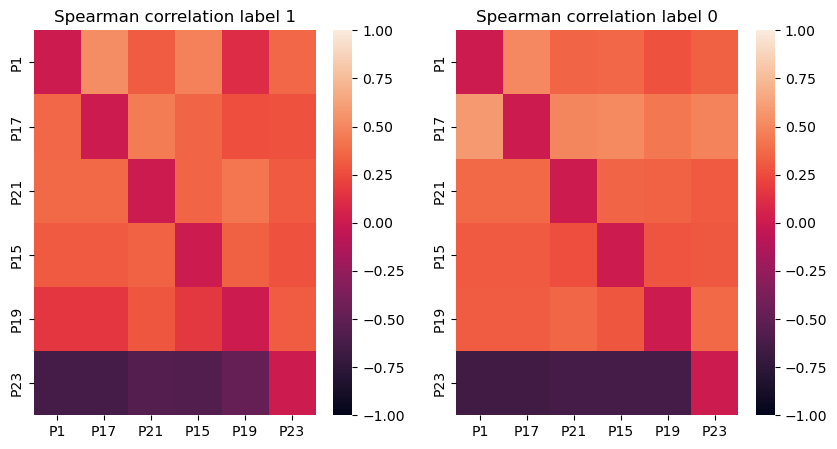 Spearman correlation label 1
P1
P17
P21
P15
P19
P23
P1 P17 P21 P15 P19 P23
1.00
0.75
0.50
0.25
0.00
−0.25
−0.50
−0.75
−1.00
Spearman correlation label 0
P1
P17
P21
P15
P19
P23
P1 P17 P21 P15 P19 P23
1.00
0.75
0.50
0.25
0.00
−0.25
−0.50
−0.75
−1.00